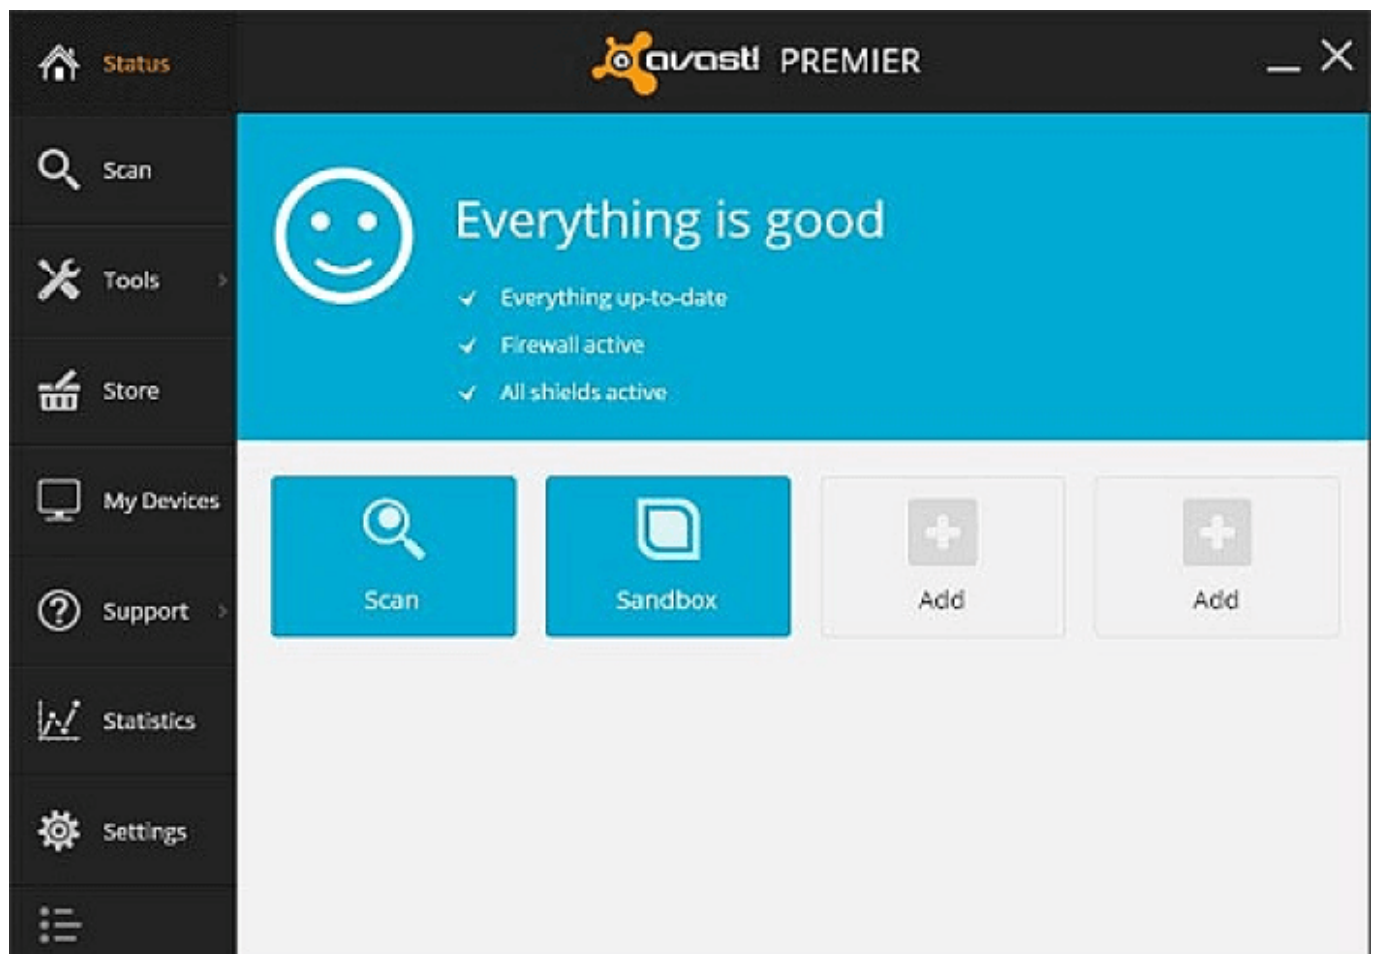 Status
avast! PREMIER
Scan
Tools
Store
My Devices
Support
Statistics
Settings
Everything is good
Everything up-to-date
Firewall active
All shields active
Scan
Sandbox
Add
Add